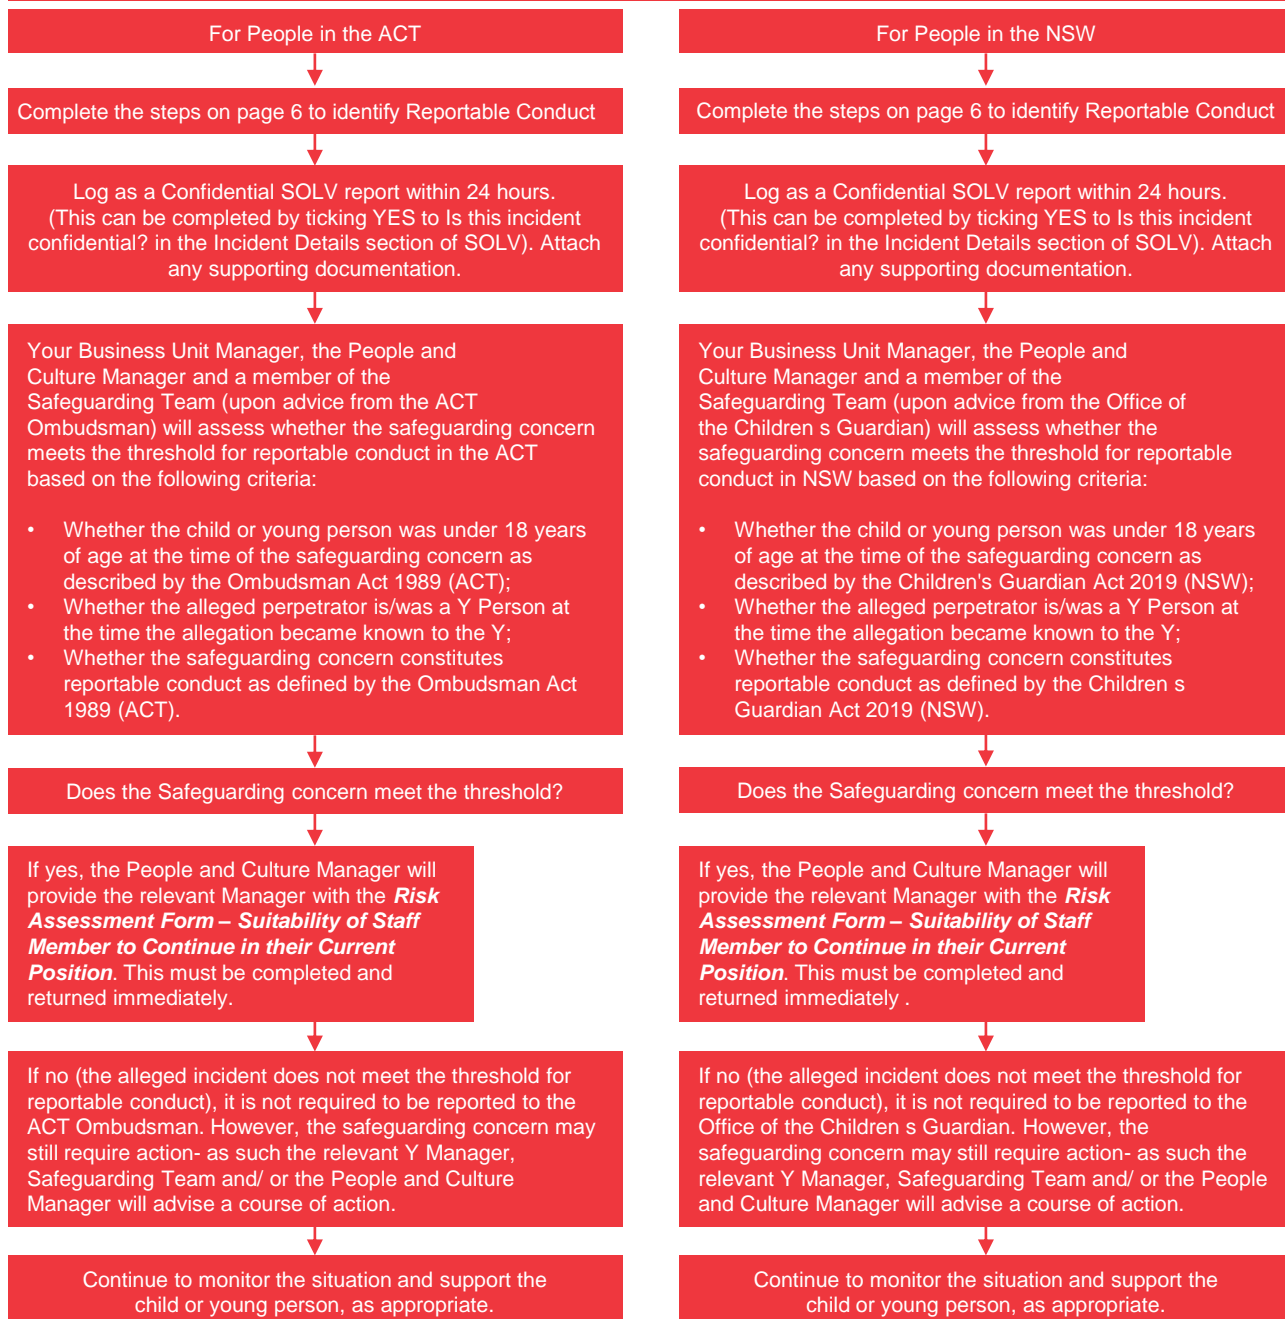 For People in the ACT
Complete the steps on page 6 to identify Reportable Conduct
Log as a Confidential SOLV report within 24 hours.
(This can be completed by ticking YES to Is this incident
confidential? in the Incident Details section of SOLV). Attach
any supporting documentation.
Your Business Unit Manager, the People and
Culture Manager and a member of the
Safeguarding Team (upon advice from the ACT
Ombudsman) will assess whether the safeguarding concern
meets the threshold for reportable conduct in the ACT
based on the following criteria:
• Whether the child or young person was under 18 years
of age at the time of the safeguarding concern as
described by the Ombudsman Act 1989 (ACT);
• Whether the alleged perpetrator is/was a Y Person at
the time the allegation became known to the Y;
• Whether the safeguarding concern constitutes
reportable conduct as defined by the Ombudsman Act
1989 (ACT).
Does the Safeguarding concern meet the threshold?
If yes, the People and Culture Manager will
provide the relevant Manager with the Risk
Assessment Form – Suitability of Staff
Member to Continue in their Current
Position. This must be completed and
returned immediately.
If no (the alleged incident does not meet the threshold for
reportable conduct), it is not required to be reported to the
ACT Ombudsman. However, the safeguarding concern may
still require action- as such the relevant Y Manager,
Safeguarding Team and/ or the People and Culture
Manager will advise a course of action.
Continue to monitor the situation and support the
child or young person, as appropriate.
For People in the NSW
Complete the steps on page 6 to identify Reportable Conduct
Log as a Confidential SOLV report within 24 hours.
(This can be completed by ticking YES to Is this incident
confidential? in the Incident Details section of SOLV). Attach
any supporting documentation.
Your Business Unit Manager, the People and
Culture Manager and a member of the
Safeguarding Team (upon advice from the Office of
the Children s Guardian) will assess whether the
safeguarding concern meets the threshold for reportable
conduct in NSW based on the following criteria:
• Whether the child or young person was under 18 years
of age at the time of the safeguarding concern as
described by the Children's Guardian Act 2019 (NSW);
• Whether the alleged perpetrator is/was a Y Person at
the time the allegation became known to the Y;
• Whether the safeguarding concern constitutes
reportable conduct as defined by the Children s
Guardian Act 2019 (NSW).
Does the Safeguarding concern meet the threshold?
If yes, the People and Culture Manager will
provide the relevant Manager with the Risk
Assessment Form – Suitability of Staff
Member to Continue in their Current
Position. This must be completed and
returned immediately .
If no (the alleged incident does not meet the threshold for
reportable conduct), it is not required to be reported to the
Office of the Children s Guardian. However, the
safeguarding concern may still require action- as such the
relevant Y Manager, Safeguarding Team and/ or the People
and Culture Manager will advise a course of action.
Continue to monitor the situation and support the
child or young person, as appropriate.